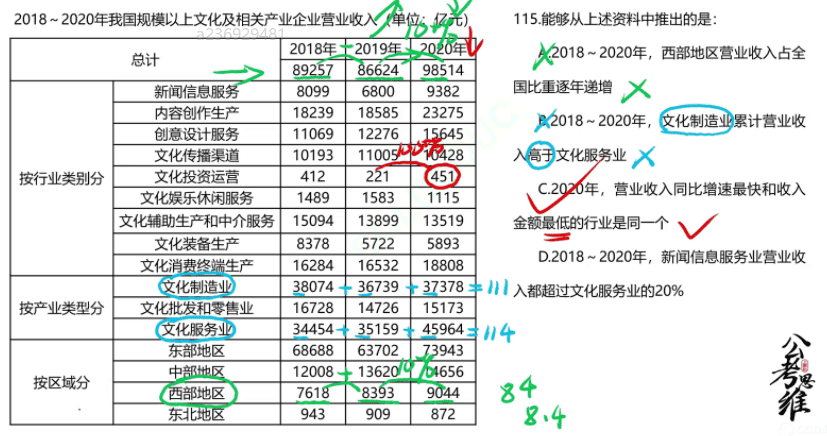 2018～2020年我国规模以上文化及相关产业企业营业收入（单位：亿元）
a236929481
总计 2018年 2019年 2020年
89257 86624 98514
按行业类别分
新闻信息服务 8099 6800 9382
内容创作生产 18239 18585 23275
创意设计服务 11069 12276 15645
文化传播渠道 10193 11005 10428
100%
文化投资运营 412 221 451
文化娱乐休闲服务 1489 1583 1115
文化辅助生产和中介服务 15094 13899 13519
文化装备生产 8378 5722 5893
文化消费终端生产 16284 16532 18808
按产业类型分
文化制造业 38074 + 36739 + 37378 = 111
文化批发和零售业 16728 14726 15173
文化服务业 34454 + 35159 + 45964 = 114
按区域分
东部地区 68688 63702 73943
中部地区 12008 13620 14656
10%
西部地区 7618 8393 9044
东北地区 943 909 872
84
8.4
115.能够从上述资料中推出的是：
A.2018～2020年，西部地区营业收入占全
国比重逐年递增
B.2018～2020年，文化制造业累计营业收
入高于文化服务业
C.2020年，营业收入同比增速最快和收入
金额最低的行业是同一个
D.2018～2020年，新闻信息服务业营业收
入都超过文化服务业的20%
公考思维